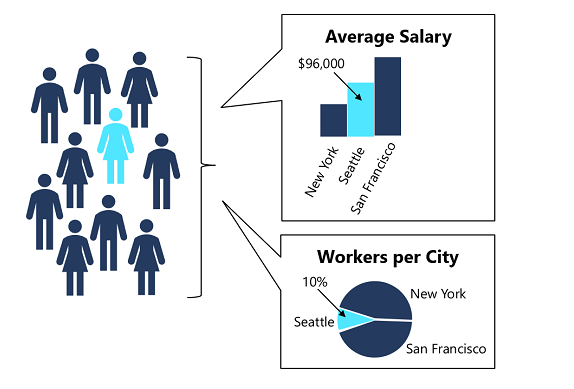 Average Salary
$96,000
New York
Seattle
San Francisco
Workers per City
10%
New York
Seattle
San Francisco